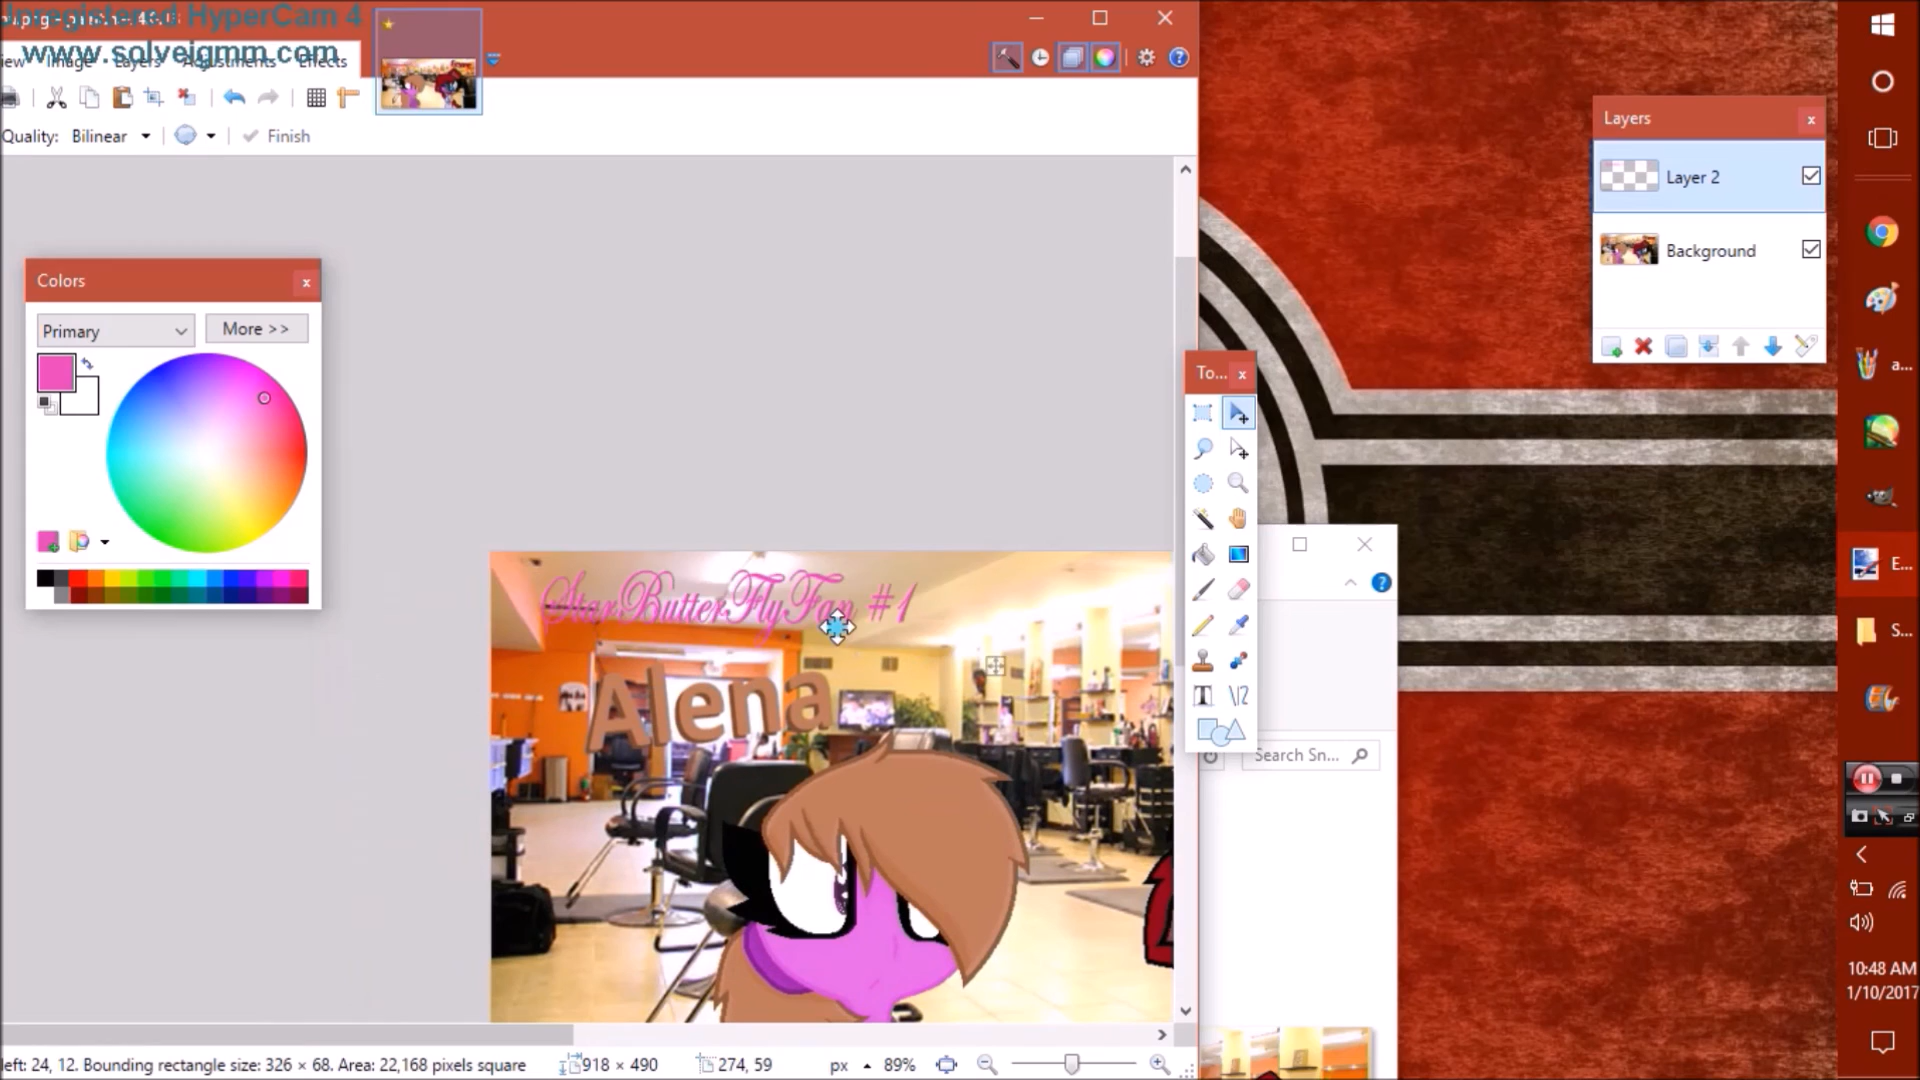 Unregistered HyperCam 4
www.solveigmm.com
Image Layers Adjustments Effects
Quality: Bilinear Finish
Colors
Primary
More >>
Layers
Layer 2
Background
To...
StarButterFlyFan #1
Alena
Search Sn...
a...
E...
S...
10:48 AM
1/10/2017
left: 24, 12. Bounding rectangle size: 326 × 68. Area: 22,168 pixels square
918 × 490
274, 59
px
89%